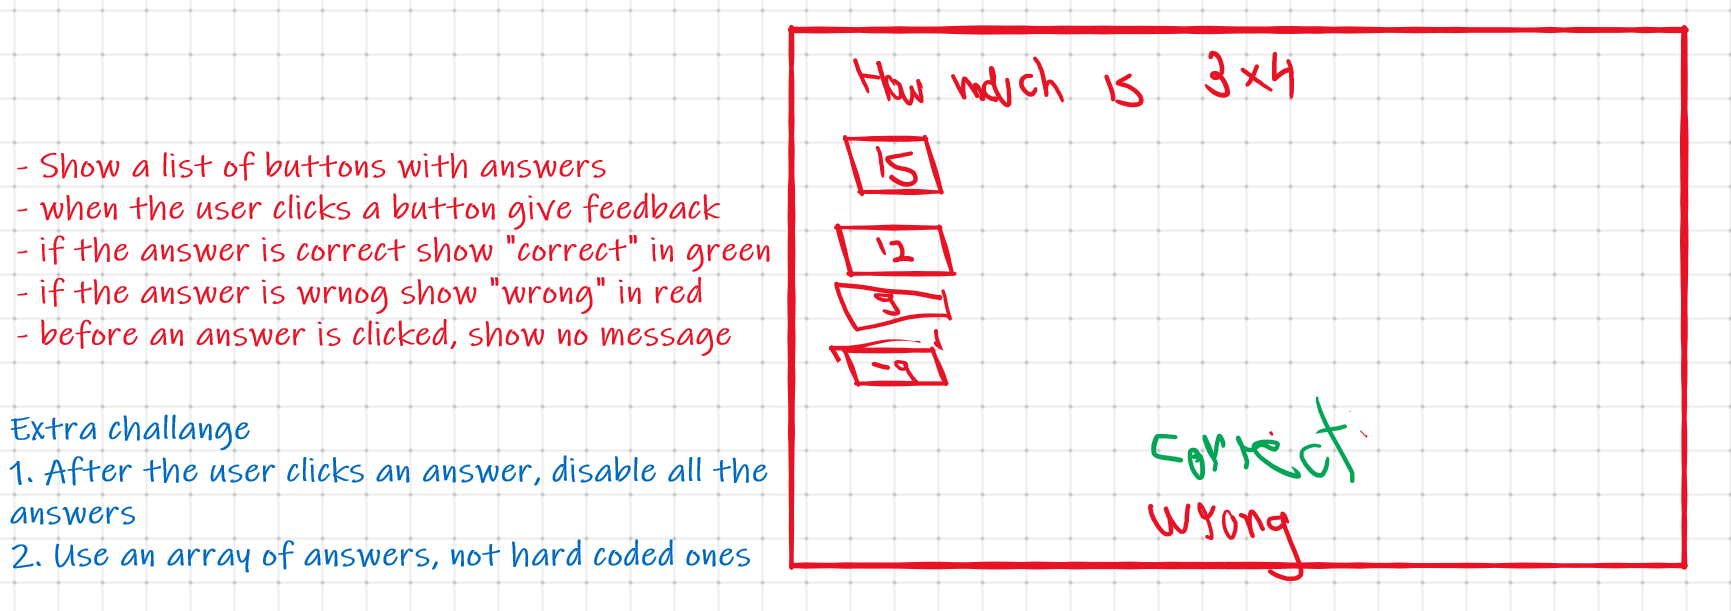 - Show a list of buttons with answers
- when the user clicks a button give feedback
- if the answer is correct show "correct" in green
- if the answer is wrnog show "wrong" in red
- before an answer is clicked, show no message
Extra challange
1. After the user clicks an answer, disable all the
answers
2. Use an array of answers, not hard coded ones
How much is 3x4
15
12
9
-9
correct
wrong